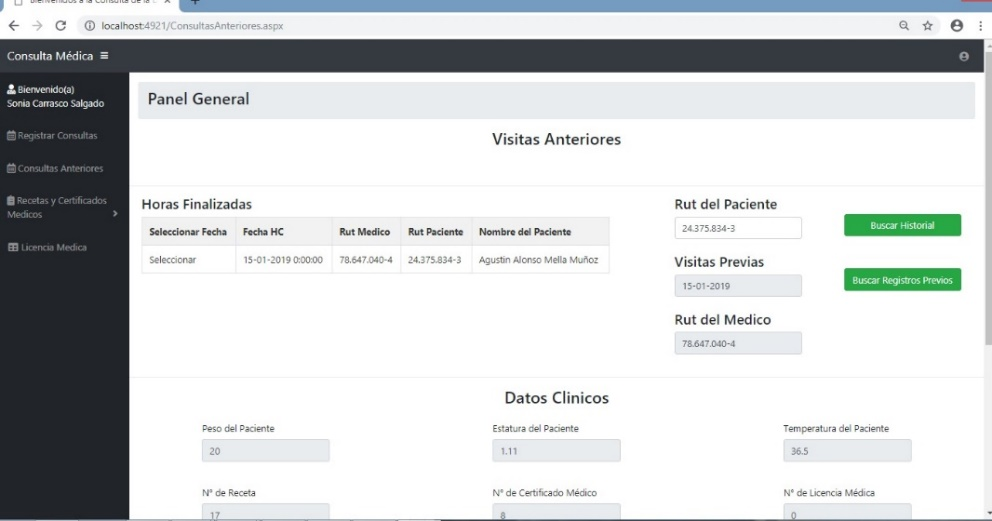 Bienvenidos a la Consulta de la
localhost:4921/ConsultasAnteriores.aspx
Consulta Médica
Bienvenido(a)
Sonia Carrasco Salgado
Registrar Consultas
Consultas Anteriores
Recetas y Certificados
Medicos
Licencia Medica
Panel General
Visitas Anteriores
Horas Finalizadas
Seleccionar Fecha Fecha HC Rut Medico Rut Paciente Nombre del Paciente
Seleccionar 15-01-2019 0:00:00 78.647.040-4 24.375.834-3 Agustin Alonso Mella Muñoz
Rut del Paciente
24.375.834-3
Buscar Historial
Visitas Previas
15-01-2019
Buscar Registros Previos
Rut del Medico
78.647.040-4
Datos Clinicos
Peso del Paciente Estatura del Paciente Temperatura del Paciente
20 1.11 36.5
N° de Receta N° de Certificado Médico N° de Licencia Médica
17 8 0